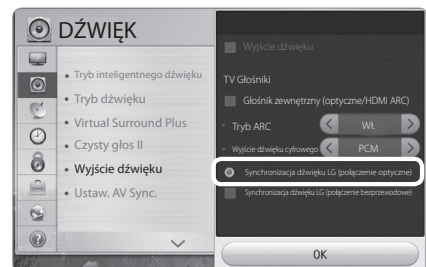 DŹWIĘK
• Tryb inteligentnego dźwięku
• Tryb dźwięku
• Virtual Surround Plus
• Czysty głos II
• Wyjście dźwięku
• Ustaw. AV Sync.
Wyjście dźwięku
TV Głośniki
Głośnik zewnętrzny (optyczne/HDMI ARC)
• Tryb ARC < Wł. >
• Wyjście dźwięku cyfrowego < PCM >
Synchronizacja dźwięku LG (połączenie optyczne)
Synchronizacja dźwięku LG (połączenie bezprzewodowe)
OK